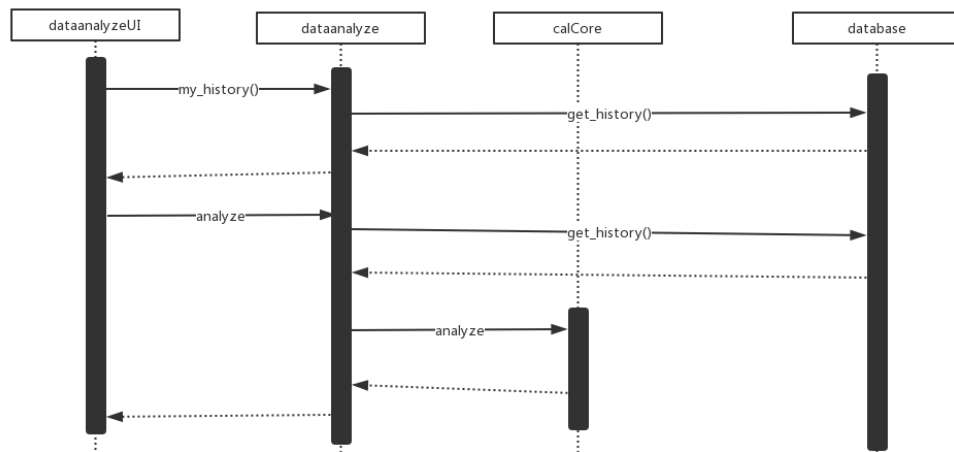 dataanalyzeUI
dataanalyze
calCore
database
my_history()
get_history()
analyze
get_history()
analyze